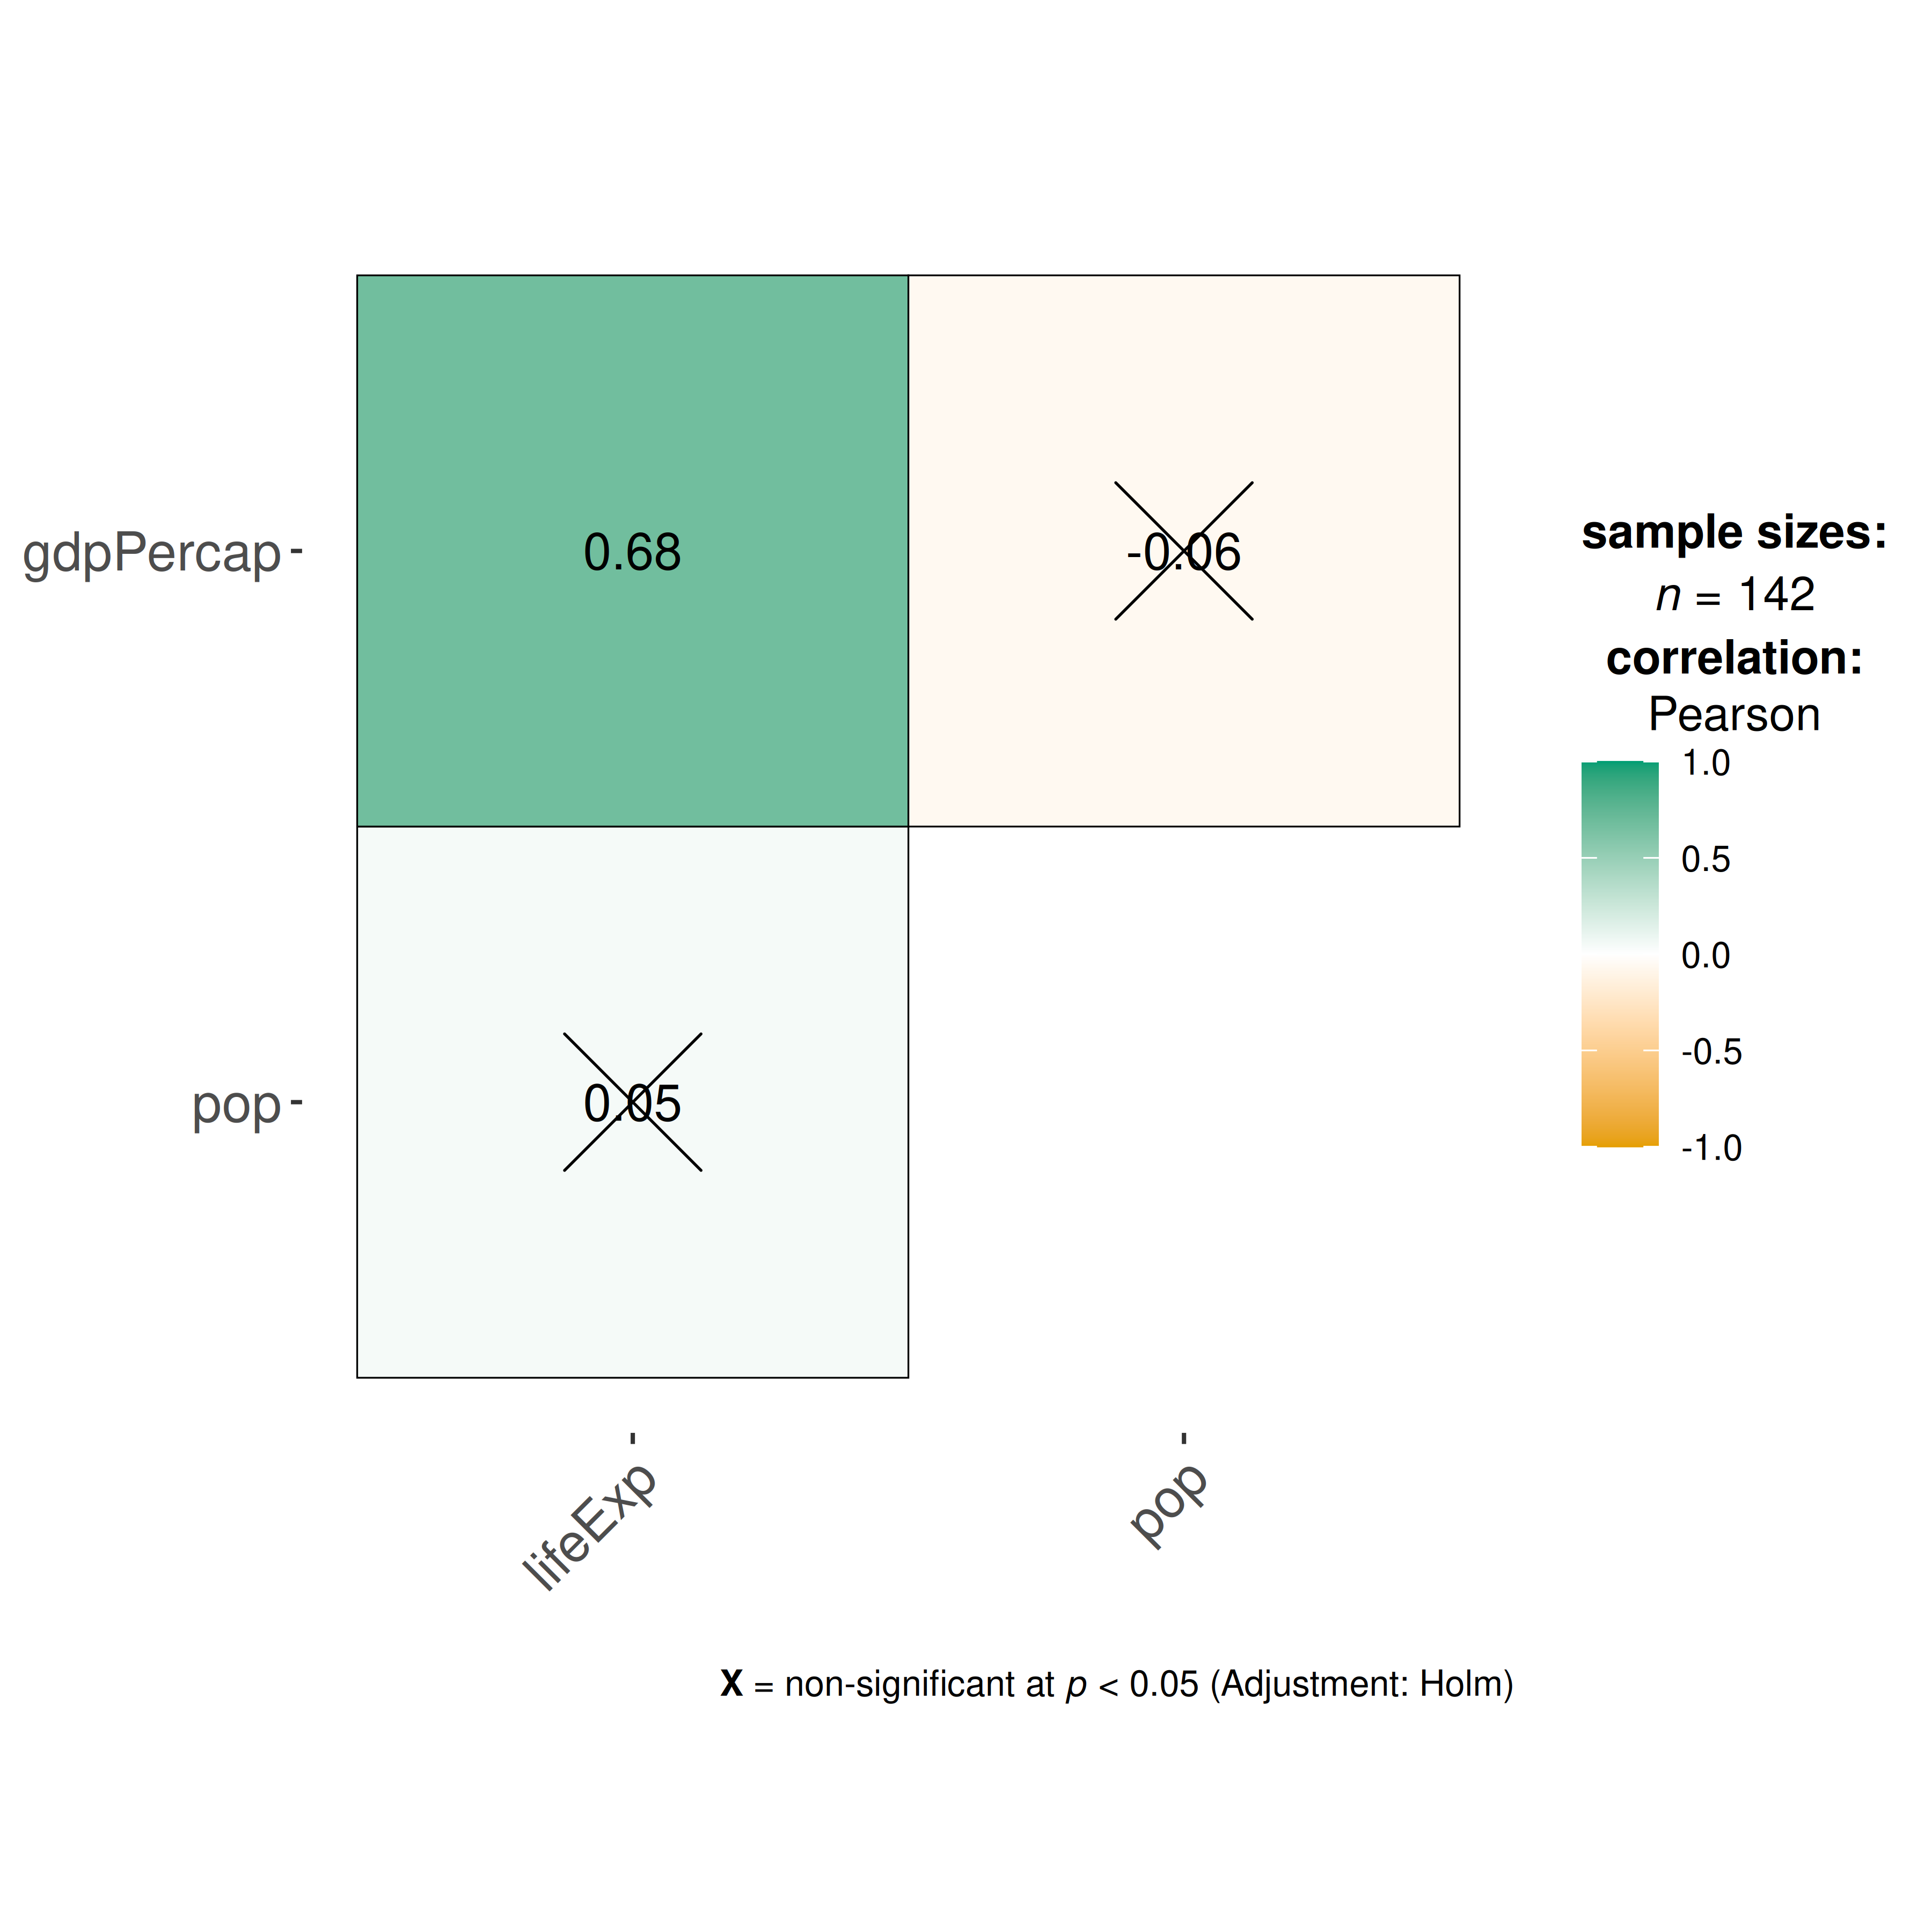 gdpPercap
0.68
-0.06
pop
0.05
lifeExp
pop
sample sizes:
n = 142
correlation:
Pearson
1.0
0.5
0.0
-0.5
-1.0
X = non-significant at p < 0.05 (Adjustment: Holm)